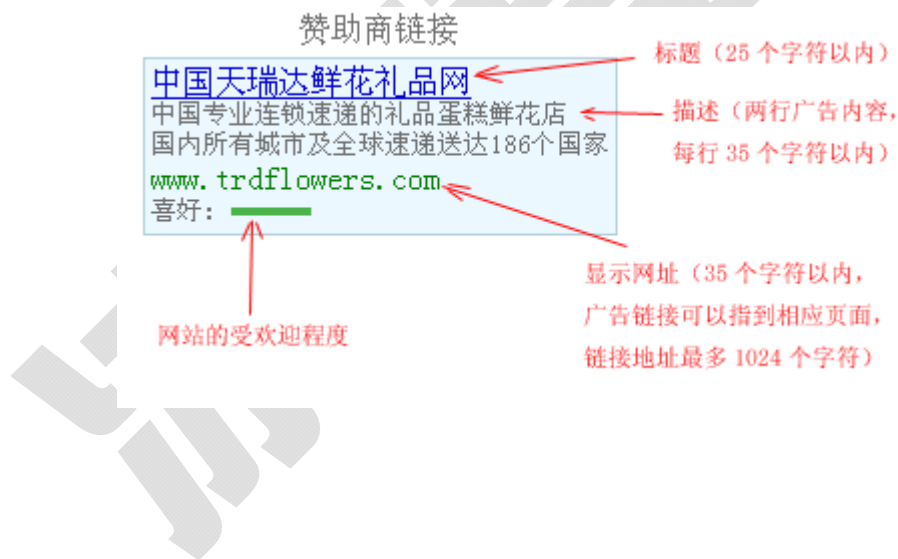 赞助商链接
中国天瑞达鲜花礼品网
标题（25 个字符以内）
中国专业连锁速递的礼品蛋糕鲜花店
国内所有城市及全球速递送达186个国家
描述（两行广告内容，
每行 35 个字符以内）
www.trdflowers.com
喜好：
显示网址（35 个字符以内，
广告链接可以指到相应页面，
链接地址最多 1024 个字符）
网站的受欢迎程度